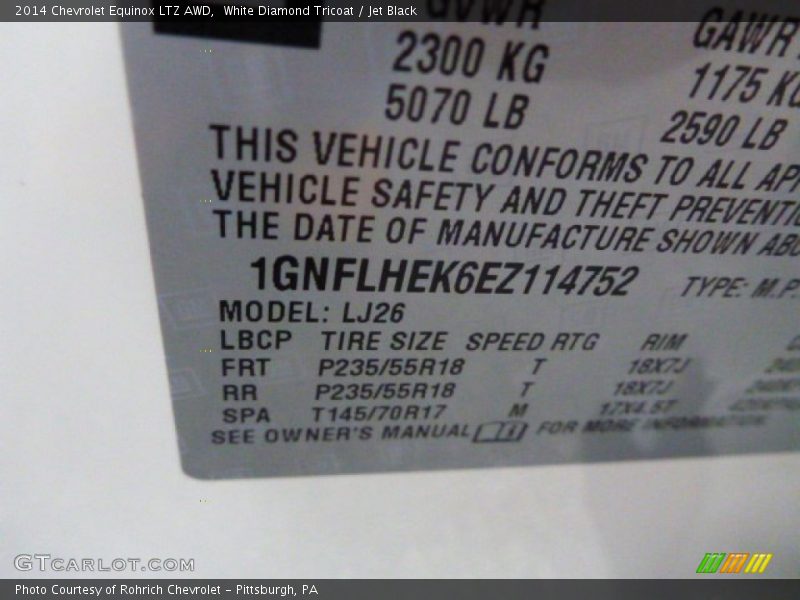 2014 Chevrolet Equinox LTZ AWD, White Diamond Tricoat / Jet Black
GVWR GAWR
2300 KG 1175 KG
5070 LB 2590 LB
THIS VEHICLE CONFORMS TO ALL APP
VEHICLE SAFETY AND THEFT PREVENTIO
THE DATE OF MANUFACTURE SHOWN ABO
1GNFLHEK6EZ114752 TYPE: M.P.
MODEL: LJ26
LBCP TIRE SIZE SPEED RTG RIM
FRT P235/55R18 T 18X7J
RR P235/55R18 T 18X7J
SPA T145/70R17 M 17X4.5T
SEE OWNER'S MANUAL FOR MORE INFORMATION
GTCARLOT.COM
Photo Courtesy of Rohrich Chevrolet - Pittsburgh, PA